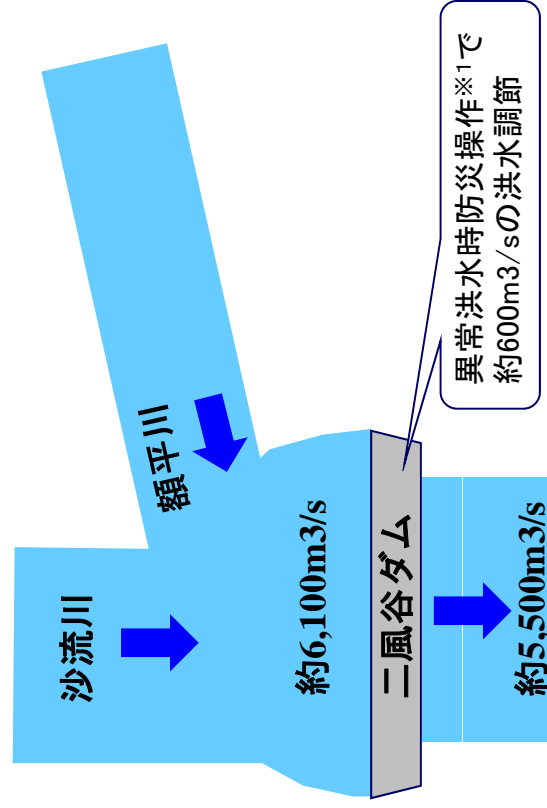 沙流川
額平川
約6,100m3/s
二風谷ダム
異常洪水時防災操作※1で
約600m3/sの洪水調節
約5,500m3/s